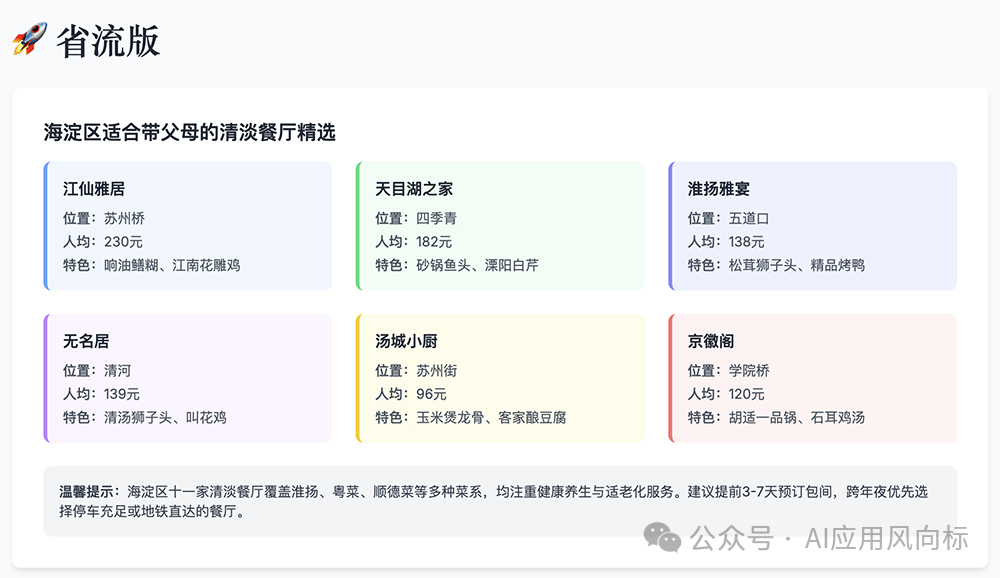 🚀 省流版
海淀区适合带父母的清淡餐厅精选
江仙雅居
位置：苏州桥
人均：230元
特色：响油鳝糊、江南花雕鸡
天目湖之家
位置：四季青
人均：182元
特色：砂锅鱼头、溧阳白芹
淮扬雅宴
位置：五道口
人均：138元
特色：松茸狮子头、精品烤鸭
无名居
位置：清河
人均：139元
特色：清汤狮子头、叫花鸡
汤城小厨
位置：苏州街
人均：96元
特色：玉米煲龙骨、客家酿豆腐
京徽阁
位置：学院桥
人均：120元
特色：胡适一品锅、石耳鸡汤
温馨提示：海淀区十一家清淡餐厅覆盖淮扬、粤菜、顺德菜等多种菜系，均注重健康养生与适老化服务。建议提前3-7天预订包间，跨年夜优先选
择停车充足或地铁直达的餐厅。
公众号 · AI应用风向标